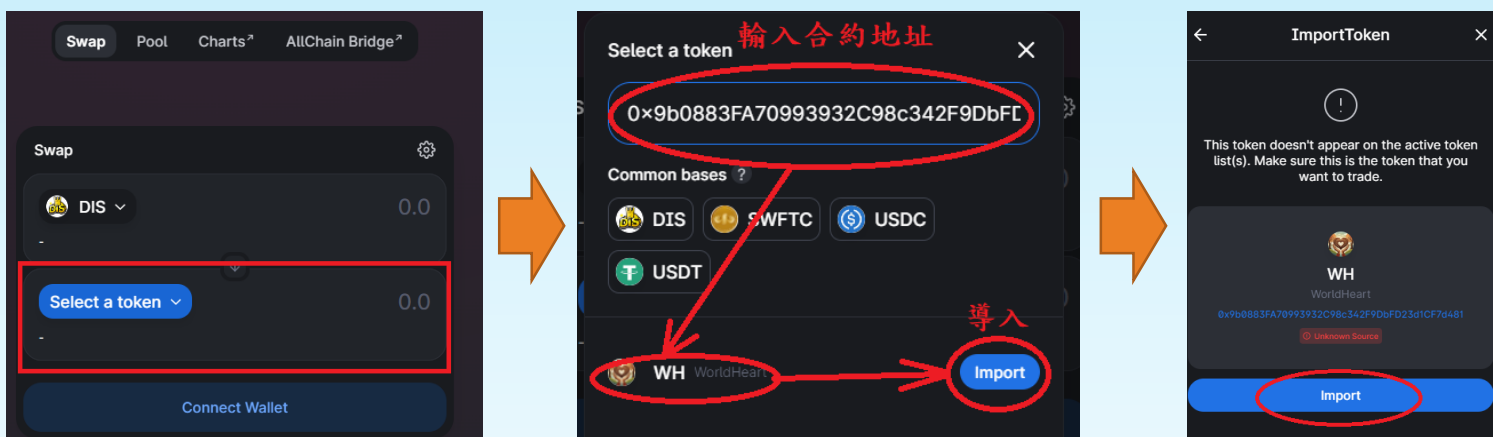 Swap Pool Charts↗ AllChain Bridge↗
Swap
DIS 0.0
-
Select a token 0.0
-
Connect Wallet
輸入合約地址
Select a token
0x9b0883FA70993932C98c342F9DbFD
Common bases ?
DIS SWFTC USDC
USDT
導入
WH WorldHeart Import
ImportToken
This token doesn't appear on the active token
list(s). Make sure this is the token that you
want to trade.
WH
WorldHeart
0x9b0883FA70993932C98c342F9DbFD23d1CF7d481
Unknown Source
Import